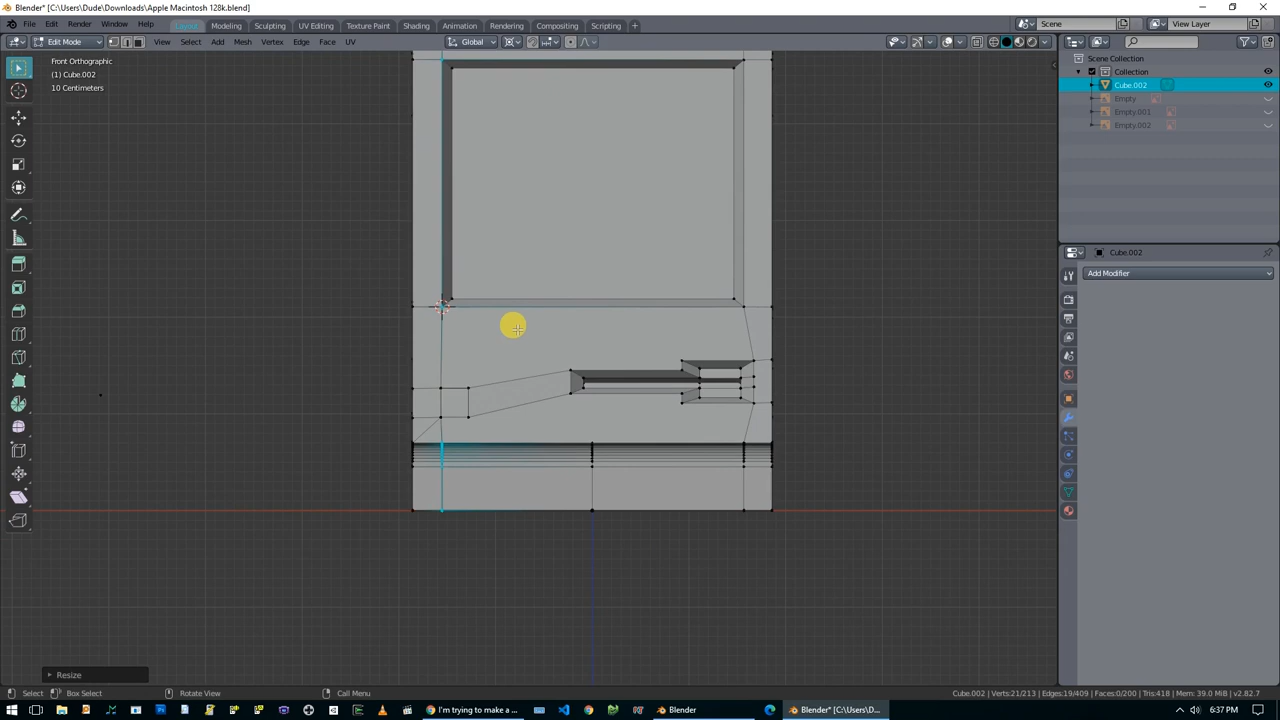 Blender* [C:\Users\Dude\Downloads\Apple Macintosh 128k.blend]
File Edit Render Window Help Layout Modeling Sculpting UV Editing Texture Paint Shading Animation Rendering Compositing Scripting + Scene View Layer
Edit Mode View Select Add Mesh Vertex Edge Face UV Global
Front Orthographic
(1) Cube.002
10 Centimeters
Scene Collection
Collection
Cube.002
Empty
Empty.001
Empty.002
Cube.002
Add Modifier
Resize
Select Box Select Rotate View Call Menu Cube.002 | Verts:21/213 | Edges:19/409 | Faces:0/200 | Tris:418 | Mem: 39.0 MiB | v2.82.7
I'm trying to make a ... Blender Blender* [C:\Users\D... 6:37 PM